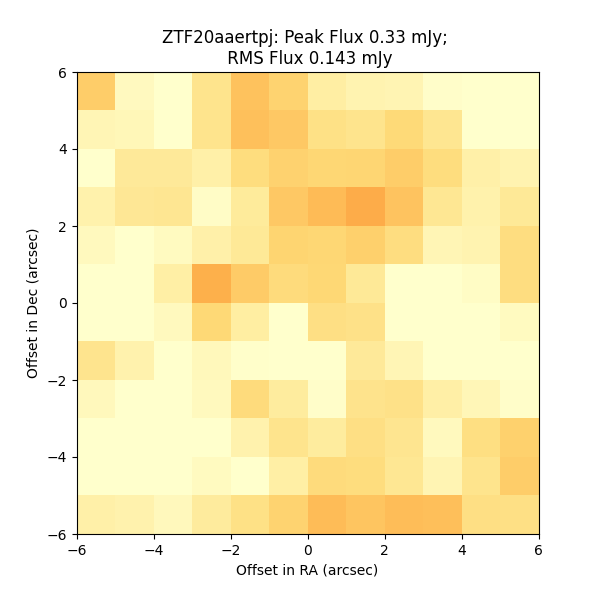 ZTF20aaertpj: Peak Flux 0.33 mJy;
RMS Flux 0.143 mJy
6
4
2
0
−2
−4
−6
Offset in Dec (arcsec)
−6 −4 −2 0 2 4 6
Offset in RA (arcsec)